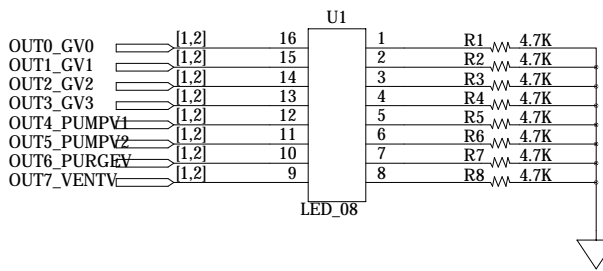 U1
OUT0_GV0 [1,2] 16 1 R1 4.7K
OUT1_GV1 [1,2] 15 2 R2 4.7K
OUT2_GV2 [1,2] 14 3 R3 4.7K
OUT3_GV3 [1,2] 13 4 R4 4.7K
OUT4_PUMPV1 [1,2] 12 5 R5 4.7K
OUT5_PUMPV2 [1,2] 11 6 R6 4.7K
OUT6_PURGEV [1,2] 10 7 R7 4.7K
OUT7_VENTV [1,2] 9 8 R8 4.7K
LED_08